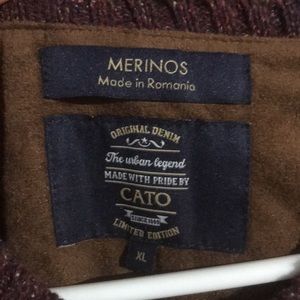 MERINOS
Made in Romania
ORIGINAL DENIM
The urban legend
MADE WITH PRIDE BY
CATO
LIMITED EDITION
XL